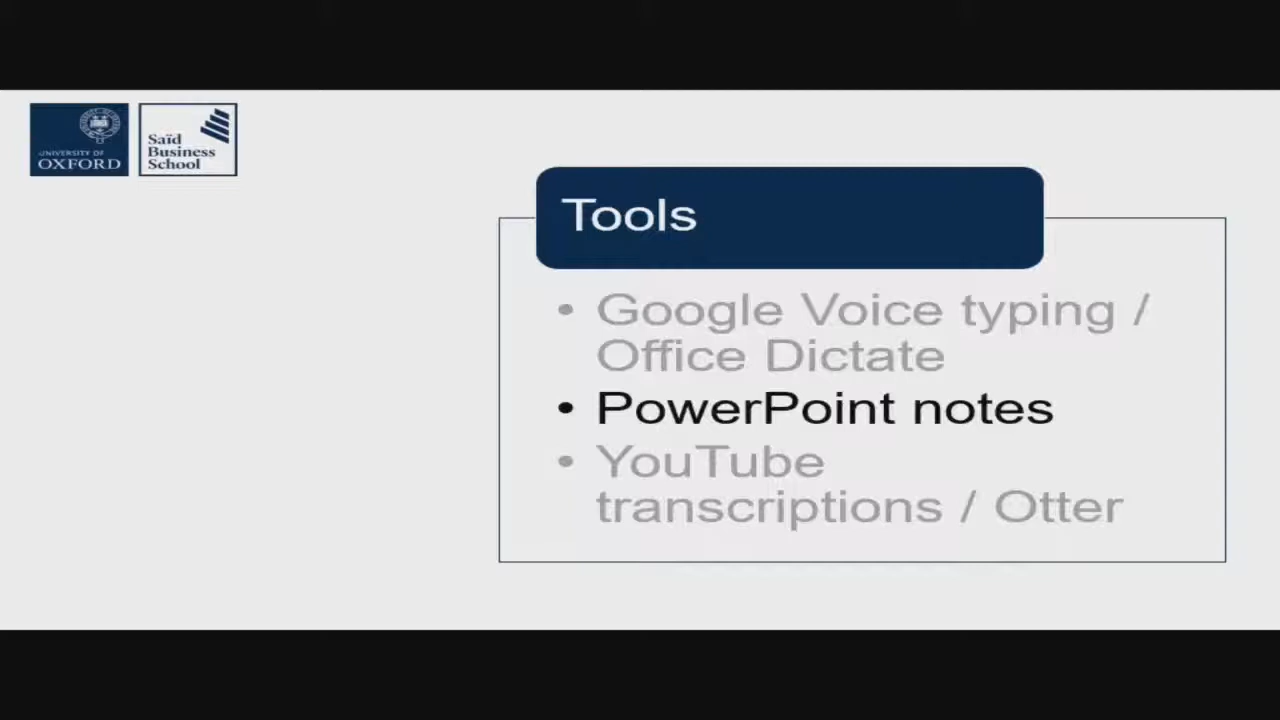 UNIVERSITY OF
OXFORD
Saïd
Business
School
Tools
• Google Voice typing /
Office Dictate
• PowerPoint notes
• YouTube
transcriptions / Otter